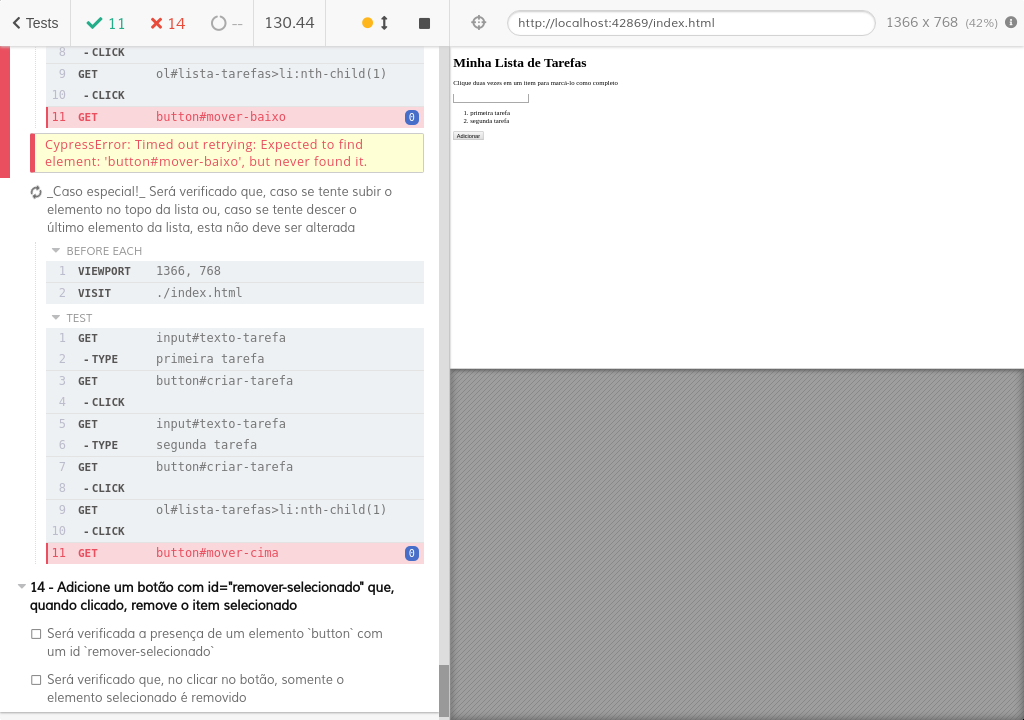 Tests
11
14
--
130.44
http://localhost:42869/index.html
1366 x 768 (42%)
8 - CLICK
9 GET ol#lista-tarefas>li:nth-child(1)
10 - CLICK
11 GET button#mover-baixo 0
CypressError: Timed out retrying: Expected to find
element: 'button#mover-baixo', but never found it.
_Caso especial!_ Será verificado que, caso se tente subir o
elemento no topo da lista ou, caso se tente descer o
último elemento da lista, esta não deve ser alterada
BEFORE EACH
1 VIEWPORT 1366, 768
2 VISIT ./index.html
TEST
1 GET input#texto-tarefa
2 - TYPE primeira tarefa
3 GET button#criar-tarefa
4 - CLICK
5 GET input#texto-tarefa
6 - TYPE segunda tarefa
7 GET button#criar-tarefa
8 - CLICK
9 GET ol#lista-tarefas>li:nth-child(1)
10 - CLICK
11 GET button#mover-cima 0
14 - Adicione um botão com id="remover-selecionado" que,
quando clicado, remove o item selecionado
Será verificada a presença de um elemento `button` com
um id `remover-selecionado`
Será verificado que, no clicar no botão, somente o
elemento selecionado é removido
Minha Lista de Tarefas
Clique duas vezes em um item para marcá-lo como completo
1. primeira tarefa
2. segunda tarefa
Adicionar